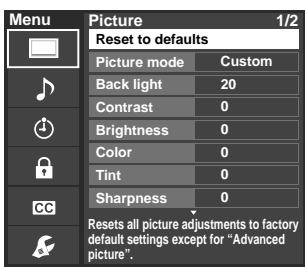 Menu
Picture 1/2
Reset to defaults
Picture mode Custom
Back light 20
Contrast 0
Brightness 0
Color 0
Tint 0
Sharpness 0
CC
Resets all picture adjustments to factory
default settings except for “Advanced
picture”.